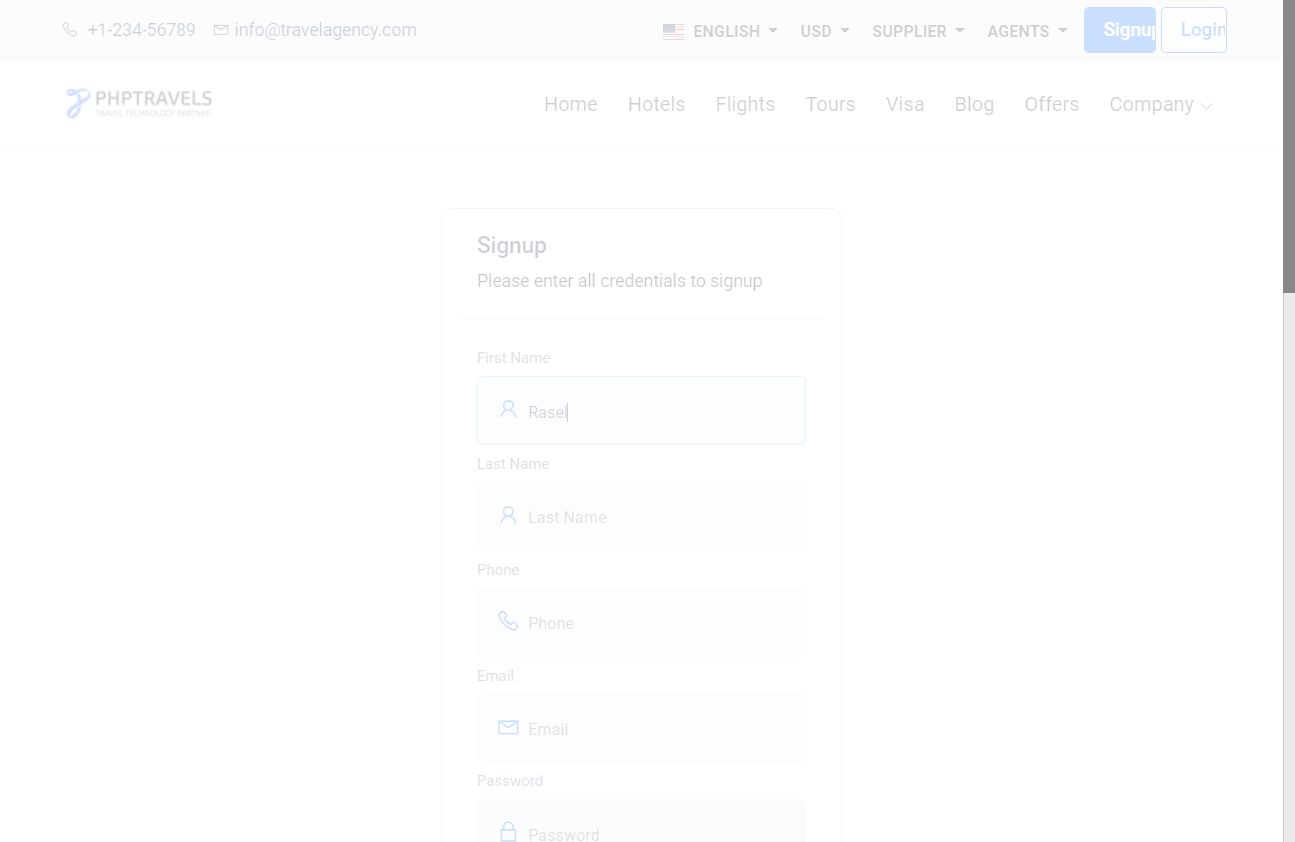 +1-234-56789 info@travelagency.com ENGLISH USD SUPPLIER AGENTS Signup Login
PHPTRAVELS
TRAVEL TECHNOLOGY PARTNER
Home Hotels Flights Tours Visa Blog Offers Company
Signup
Please enter all credentials to signup
First Name
Rasel
Last Name
Last Name
Phone
Phone
Email
Email
Password
Password